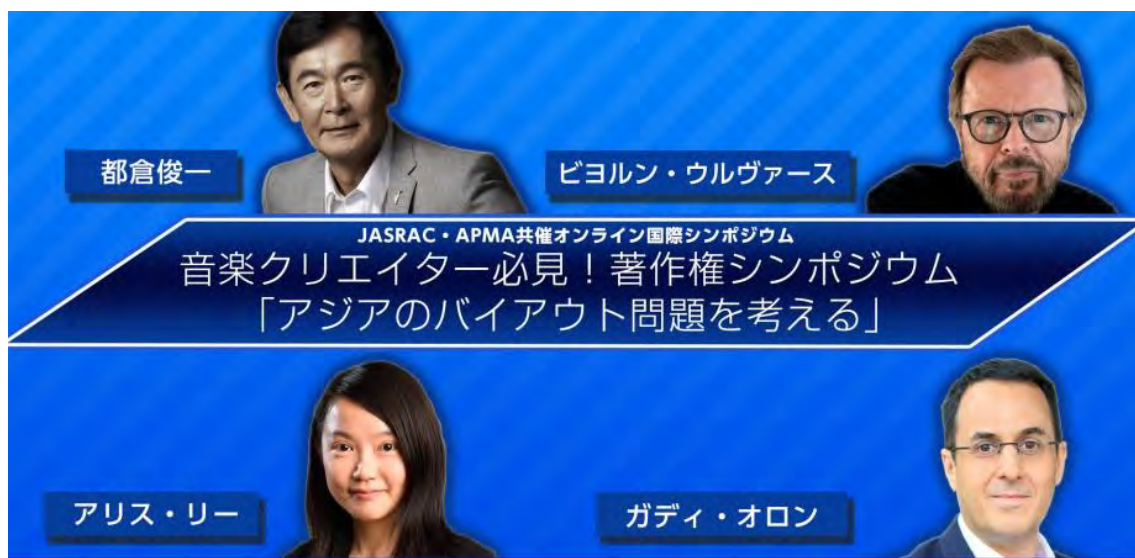 都倉俊一
ビヨルン・ウルヴァース
JASRAC・APMA共催オンライン国際シンポジウム
音楽クリエイター必見！著作権シンポジウム
「アジアのバイアウト問題を考える」
アリス・リー
ガディ・オロン